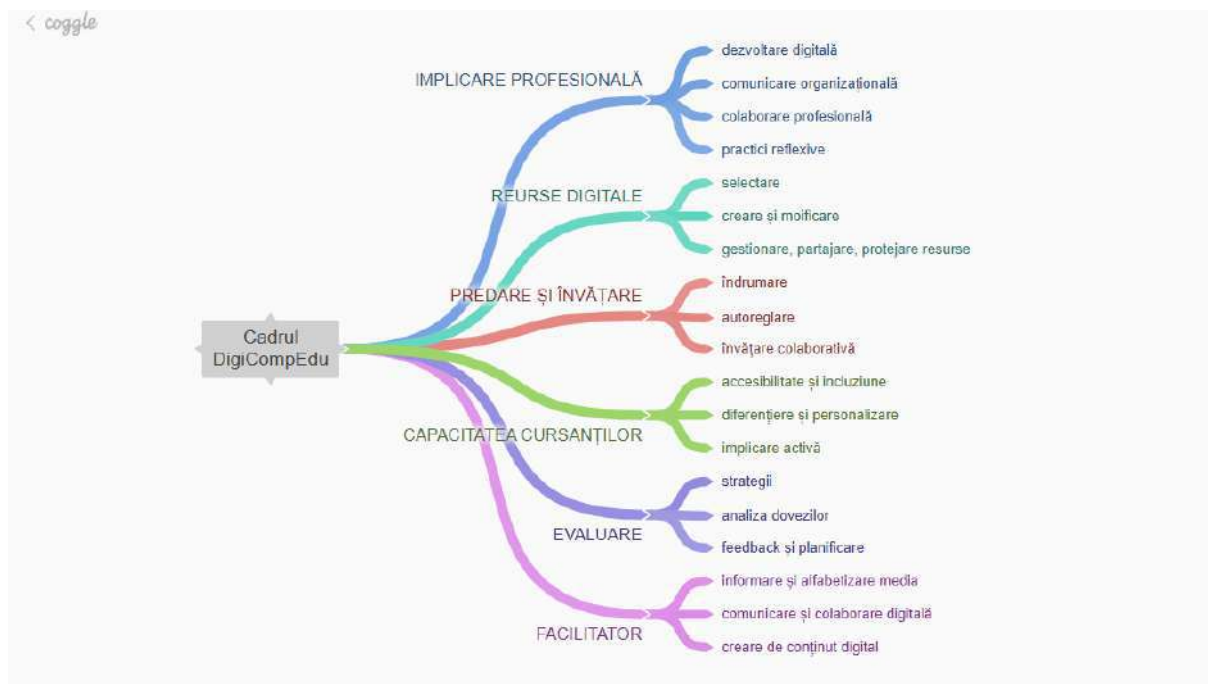 coggle
IMPLICARE PROFESIONALĂ
dezvoltare digitală
comunicare organizațională
colaborare profesională
practici reflexive
REURSE DIGITALE
selectare
creare și moificare
gestionare, partajare, protejare resurse
PREDARE ȘI ÎNVĂȚARE
îndrumare
autoreglare
învățare colaborativă
Cadrul
DigiCompEdu
CAPACITATEA CURSANȚILOR
accesibilitate și incluziune
diferențiere și personalizare
implicare activă
EVALUARE
strategii
analiza dovezilor
feedback și planificare
FACILITATOR
informare și alfabetizare media
comunicare și colaborare digitală
creare de conținut digital